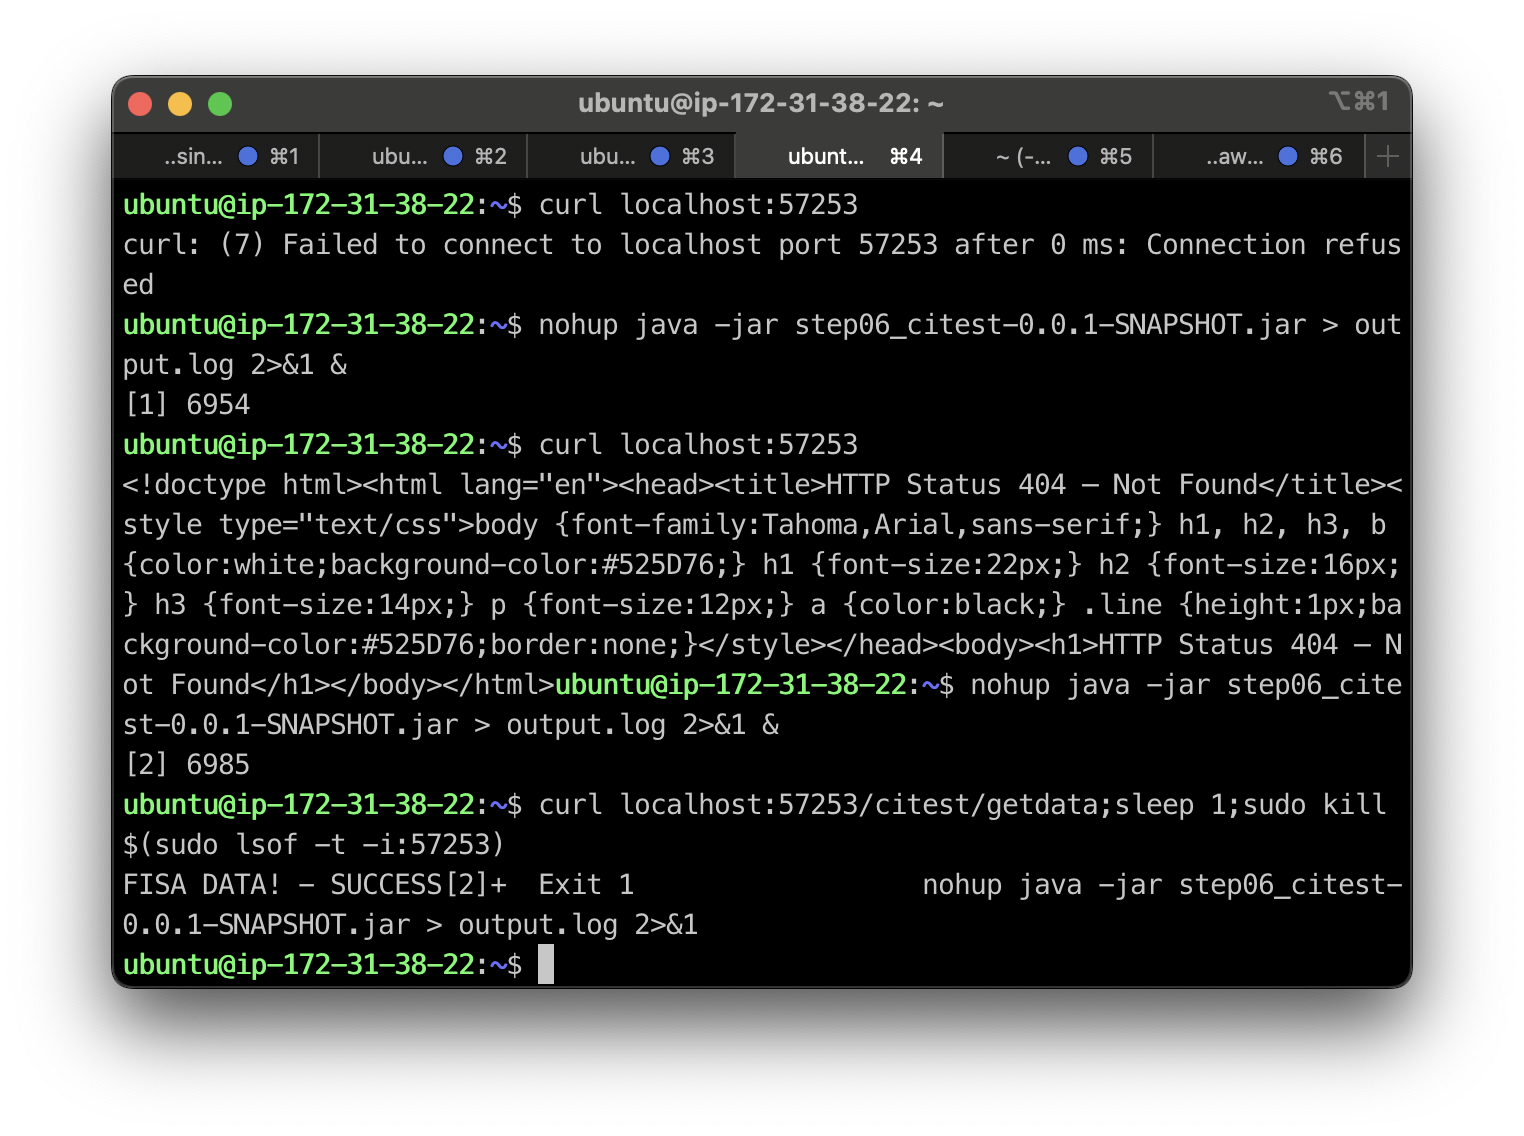 ubuntu@ip-172-31-38-22: ~
⌥⌘1
..sin... ⌘1
ubu... ⌘2
ubu... ⌘3
ubunt... ⌘4
~ (-... ⌘5
..aw... ⌘6
ubuntu@ip-172-31-38-22:~$ curl localhost:57253
curl: (7) Failed to connect to localhost port 57253 after 0 ms: Connection refus
ed
ubuntu@ip-172-31-38-22:~$ nohup java -jar step06_citest-0.0.1-SNAPSHOT.jar > out
put.log 2>&1 &
[1] 6954
ubuntu@ip-172-31-38-22:~$ curl localhost:57253
<!doctype html><html lang="en"><head><title>HTTP Status 404 – Not Found</title><
style type="text/css">body {font-family:Tahoma,Arial,sans-serif;} h1, h2, h3, b
{color:white;background-color:#525D76;} h1 {font-size:22px;} h2 {font-size:16px;
} h3 {font-size:14px;} p {font-size:12px;} a {color:black;} .line {height:1px;ba
ckground-color:#525D76;border:none;}</style></head><body><h1>HTTP Status 404 – N
ot Found</h1></body></html>ubuntu@ip-172-31-38-22:~$ nohup java -jar step06_cite
st-0.0.1-SNAPSHOT.jar > output.log 2>&1 &
[2] 6985
ubuntu@ip-172-31-38-22:~$ curl localhost:57253/citest/getdata;sleep 1;sudo kill
$(sudo lsof -t -i:57253)
FISA DATA! - SUCCESS[2]+  Exit 1                  nohup java -jar step06_citest-
0.0.1-SNAPSHOT.jar > output.log 2>&1
ubuntu@ip-172-31-38-22:~$